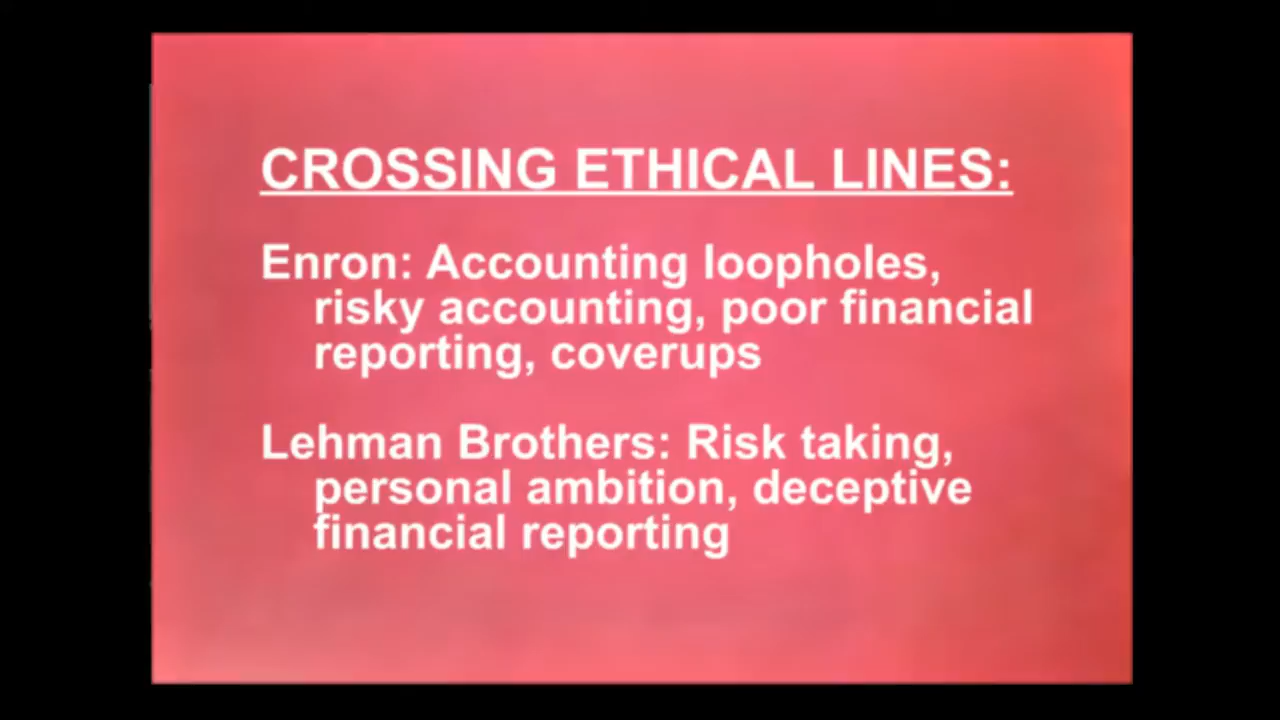 CROSSING ETHICAL LINES:
Enron: Accounting loopholes,
risky accounting, poor financial
reporting, coverups
Lehman Brothers: Risk taking,
personal ambition, deceptive
financial reporting